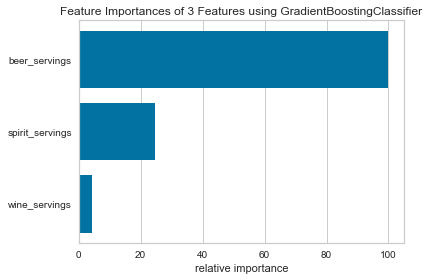 Feature Importances of 3 Features using GradientBoostingClassifier
beer_servings
spirit_servings
wine_servings
0 20 40 60 80 100
relative importance